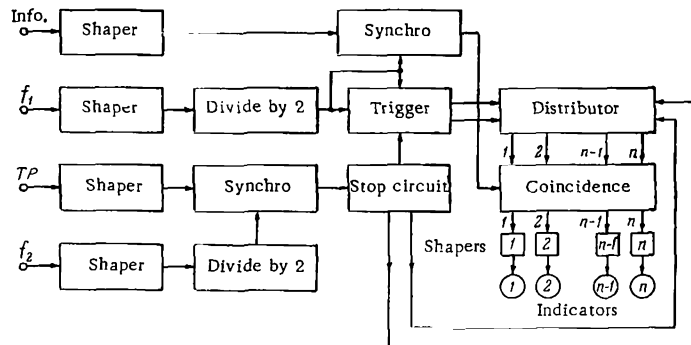 Info.
Shaper
Synchro
f1
Shaper
Divide by 2
Trigger
Distributor
1 2 n-1 n
TP
Shaper
Synchro
Stop circuit
Coincidence
1 2 n-1 n
Shapers
1 2 n-1 n
f2
Shaper
Divide by 2
1 2 n-1 n
Indicators